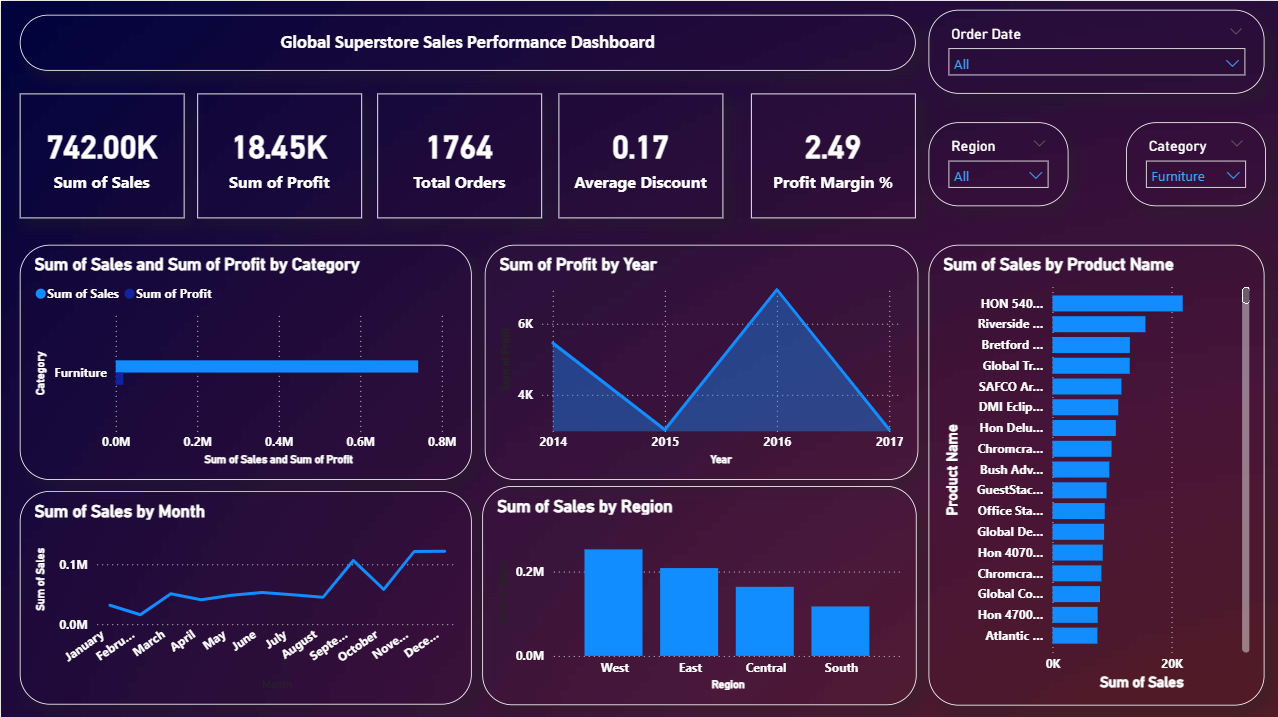 Global Superstore Sales Performance Dashboard
Order Date
All
742.00K
Sum of Sales
18.45K
Sum of Profit
1764
Total Orders
0.17
Average Discount
2.49
Profit Margin %
Region
All
Category
Furniture
Sum of Sales and Sum of Profit by Category
Sum of Sales Sum of Profit
Category
Furniture
0.0M 0.2M 0.4M 0.6M 0.8M
Sum of Sales and Sum of Profit
Sum of Profit by Year
Sum of Profit
6K
4K
2014 2015 2016 2017
Year
Sum of Sales by Product Name
Product Name
HON 540...
Riverside ...
Bretford ...
Global Tr...
SAFCO Ar...
DMI Eclip...
Hon Delu...
Chromcra...
Bush Adv...
GuestStac...
Office Sta...
Global De...
Hon 4070...
Chromcra...
Global Co...
Hon 4700...
Atlantic ...
0K 20K
Sum of Sales
Sum of Sales by Month
Sum of Sales
0.1M
0.0M
January Febru... March April May June July August Septe... October Nove... Dece...
Month
Sum of Sales by Region
0.2M
0.0M
West East Central South
Region